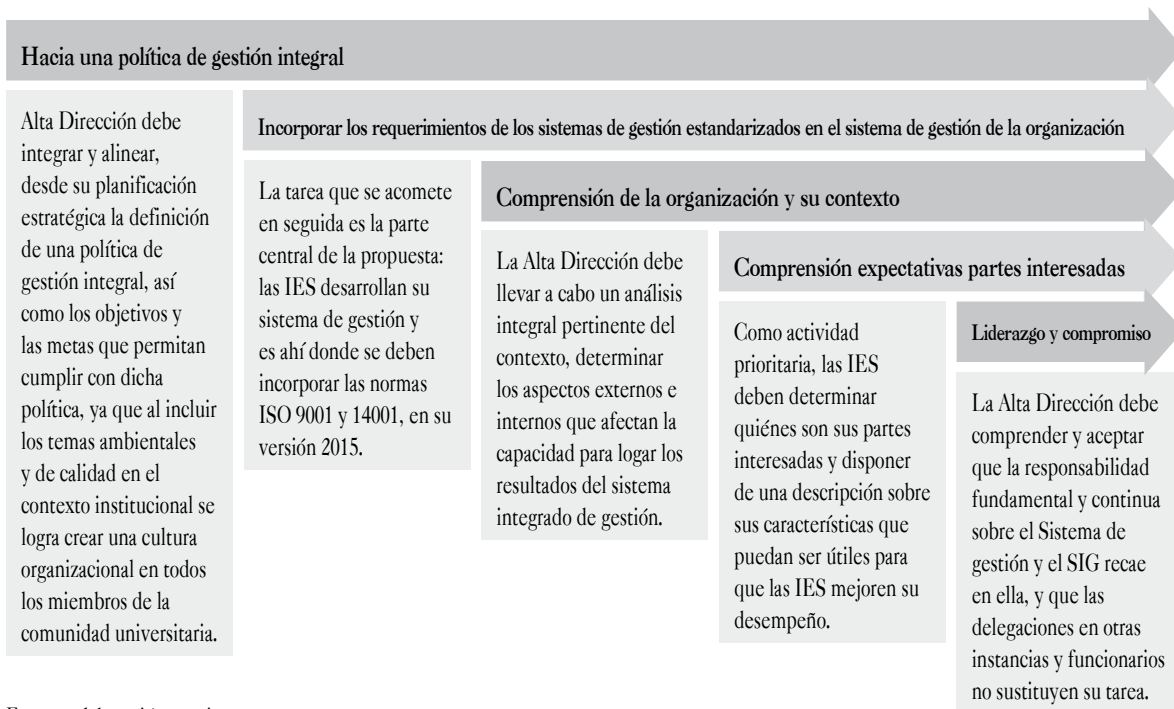 Hacia una política de gestión integral
Alta Dirección debe
integrar y alinear,
desde su planificación
estratégica la definición
de una política de
gestión integral, así
como los objetivos y
las metas que permitan
cumplir con dicha
política, ya que al incluir
los temas ambientales
y de calidad en el
contexto institucional se
logra crear una cultura
organizacional en todos
los miembros de la
comunidad universitaria.
Incorporar los requerimientos de los sistemas de gestión estandarizados en el sistema de gestión de la organización
La tarea que se acomete
en seguida es la parte
central de la propuesta:
las IES desarrollan su
sistema de gestión y
es ahí donde se deben
incorporar las normas
ISO 9001 y 14001, en su
versión 2015.
Comprensión de la organización y su contexto
La Alta Dirección debe
llevar a cabo un análisis
integral pertinente del
contexto, determinar
los aspectos externos e
internos que afectan la
capacidad para logar los
resultados del sistema
integrado de gestión.
Comprensión expectativas partes interesadas
Como actividad
prioritaria, las IES
deben determinar
quiénes son sus partes
interesadas y disponer
de una descripción sobre
sus características que
puedan ser útiles para
que las IES mejoren su
desempeño.
Liderazgo y compromiso
La Alta Dirección debe
comprender y aceptar
que la responsabilidad
fundamental y continua
sobre el Sistema de
gestión y el SIG recae
en ella, y que las
delegaciones en otras
instancias y funcionarios
no sustituyen su tarea.